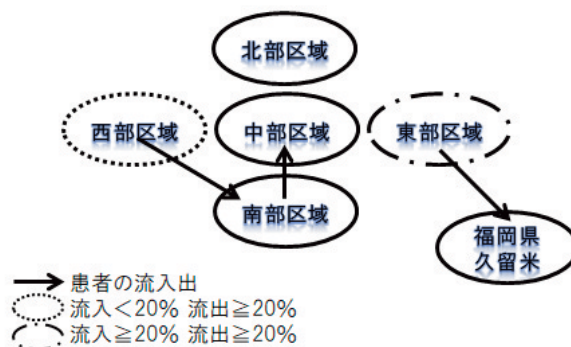 北部区域
西部区域
中部区域
東部区域
南部区域
福岡県
久留米
患者の流入出
流入<20% 流出≧20%
流入≧20% 流出≧20%